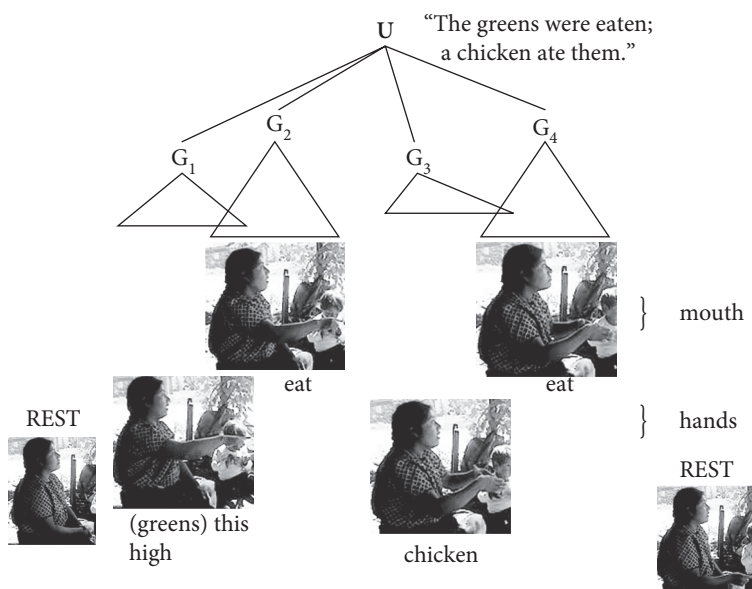 U
“The greens were eaten;
a chicken ate them.”
G1
G2
G3
G4
} mouth
eat
eat
} hands
REST
REST
(greens) this
high
chicken